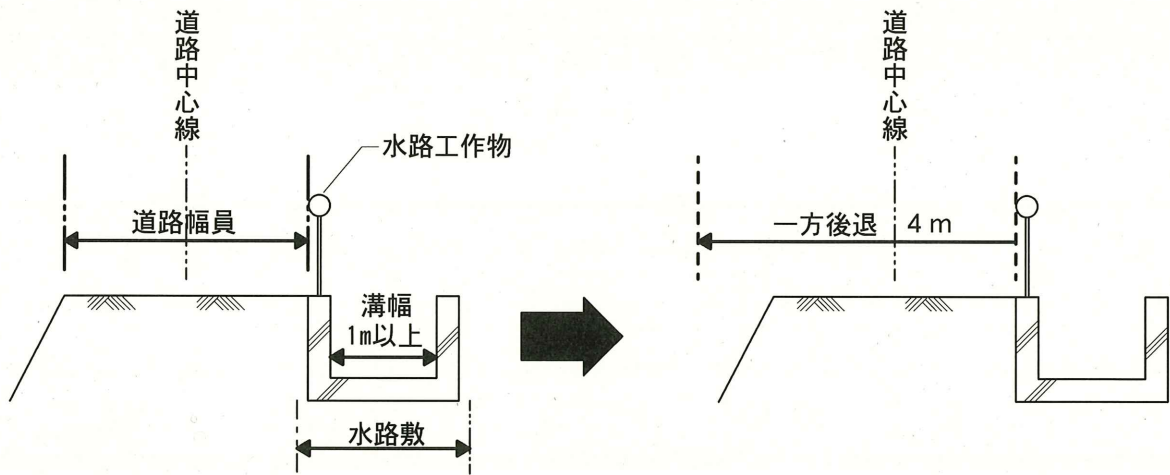 道路中心線
水路工作物
道路幅員
溝幅
1m以上
水路敷
道路中心線
一方後退 4m